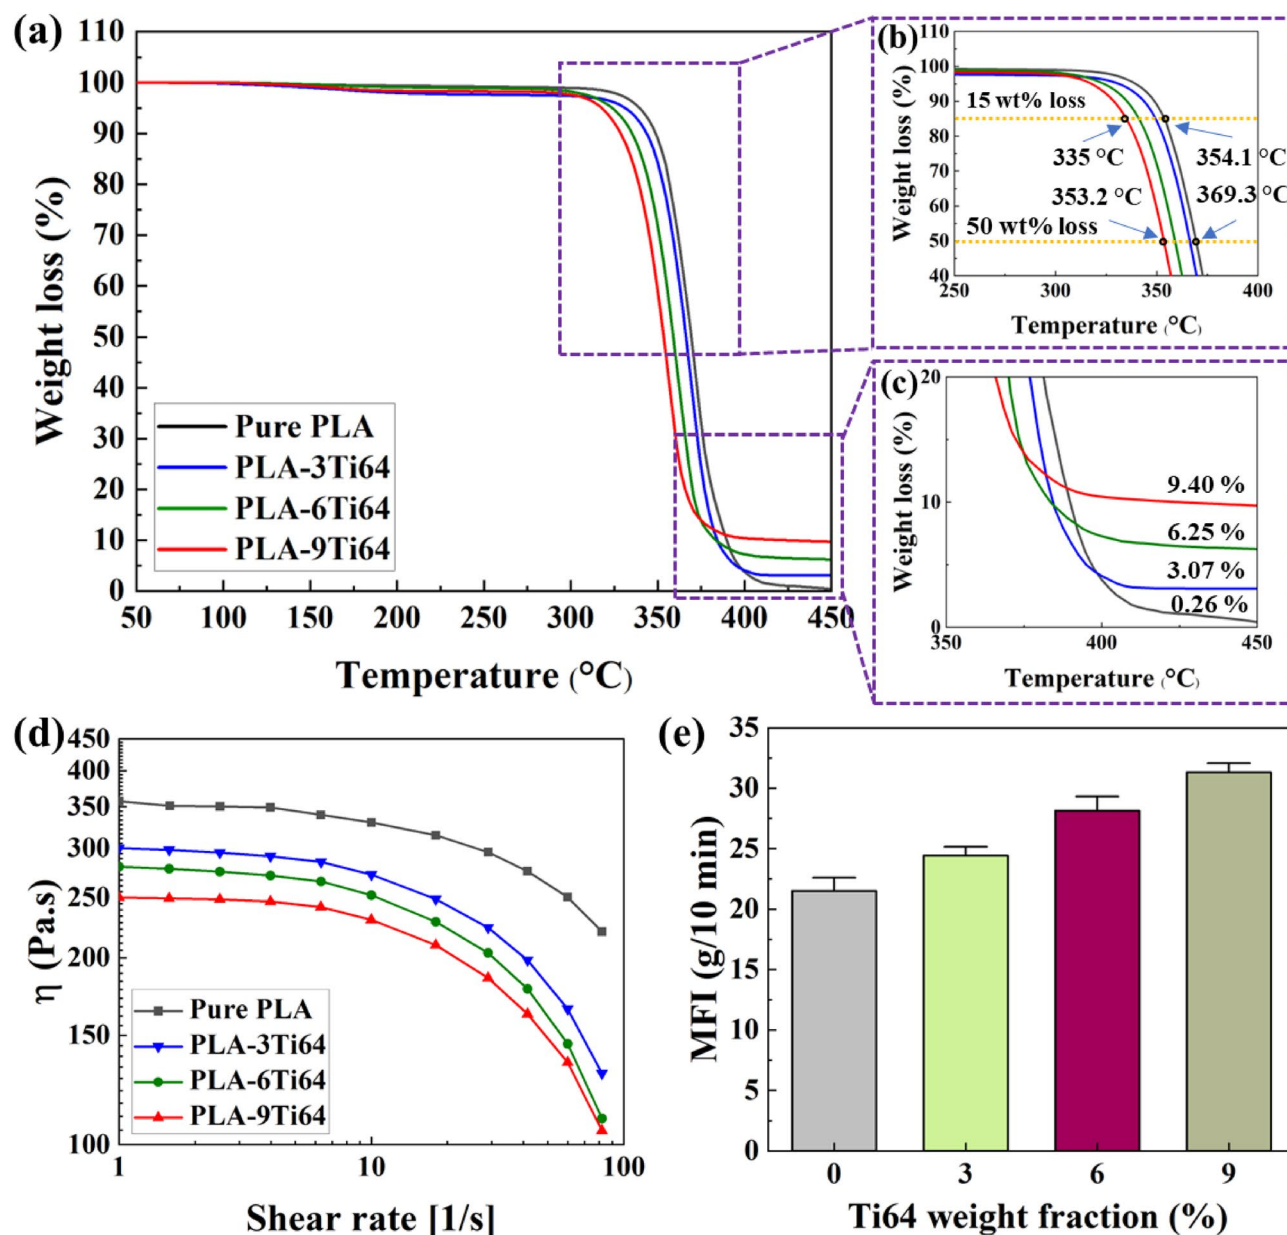 (a)
110
100
90
80
70
60
50
40
30
20
10
0
Weight loss (%)
Pure PLA
PLA-3Ti64
PLA-6Ti64
PLA-9Ti64
50 100 150 200 250 300 350 400 450
Temperature (°C)
(b)
110
100
90
80
70
60
50
40
Weight loss (%)
15 wt% loss
335 °C
354.1 °C
353.2 °C
369.3 °C
50 wt% loss
250 300 350 400
Temperature (°C)
(c)
20
10
0
Weight loss (%)
9.40 %
6.25 %
3.07 %
0.26 %
350 400 450
Temperature (°C)
(d)
450
400
350
300
250
200
150
100
η (Pa.s)
Pure PLA
PLA-3Ti64
PLA-6Ti64
PLA-9Ti64
1 10 100
Shear rate [1/s]
(e)
35
30
25
20
15
10
5
0
MFI (g/10 min)
0 3 6 9
Ti64 weight fraction (%)